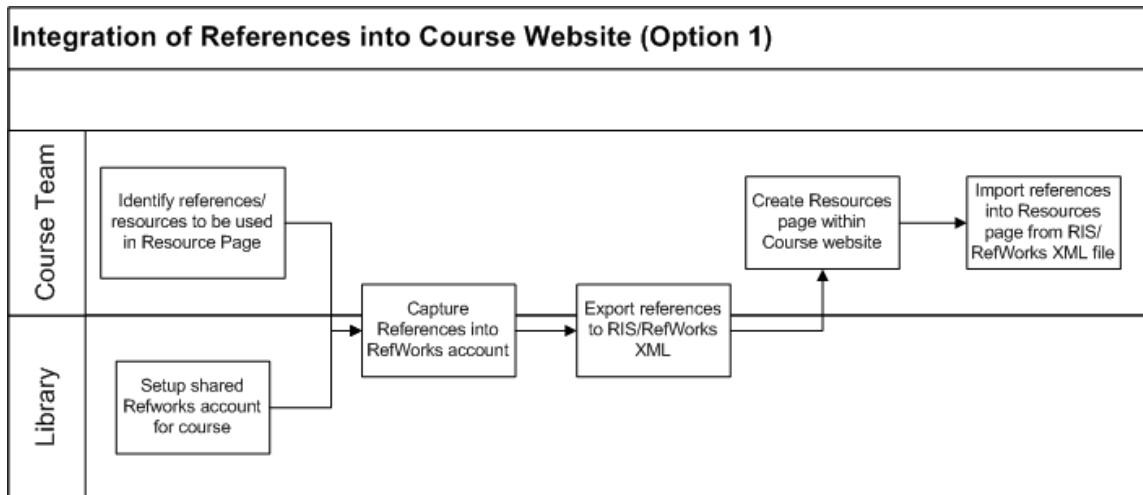 Integration of References into Course Website (Option 1)
Course Team
Identify references/
resources to be used
in Resource Page
Create Resources
page within
Course website
Import references
into Resources
page from RIS/
RefWorks XML file
Capture
References into
RefWorks account
Export references
to RIS/RefWorks
XML
Library
Setup shared
Refworks account
for course